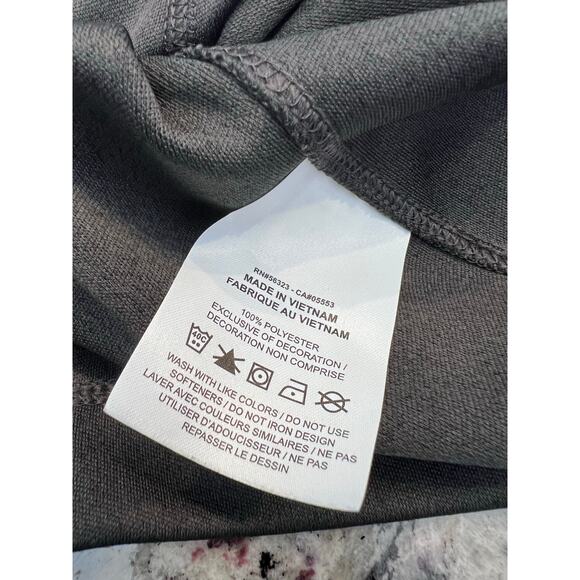 RN#56323 - CA#05553
MADE IN VIETNAM
FABRIQUE AU VIETNAM
100% POLYESTER
EXCLUSIVE OF DECORATION /
DECORATION NON COMPRISE
40C
WASH WITH LIKE COLORS / DO NOT USE
SOFTENERS / DO NOT IRON DESIGN
LAVER AVEC COULEURS SIMILAIRES / NE PAS
UTILISER D'ADOUCISSEUR / NE PAS
REPASSER LE DESSIN